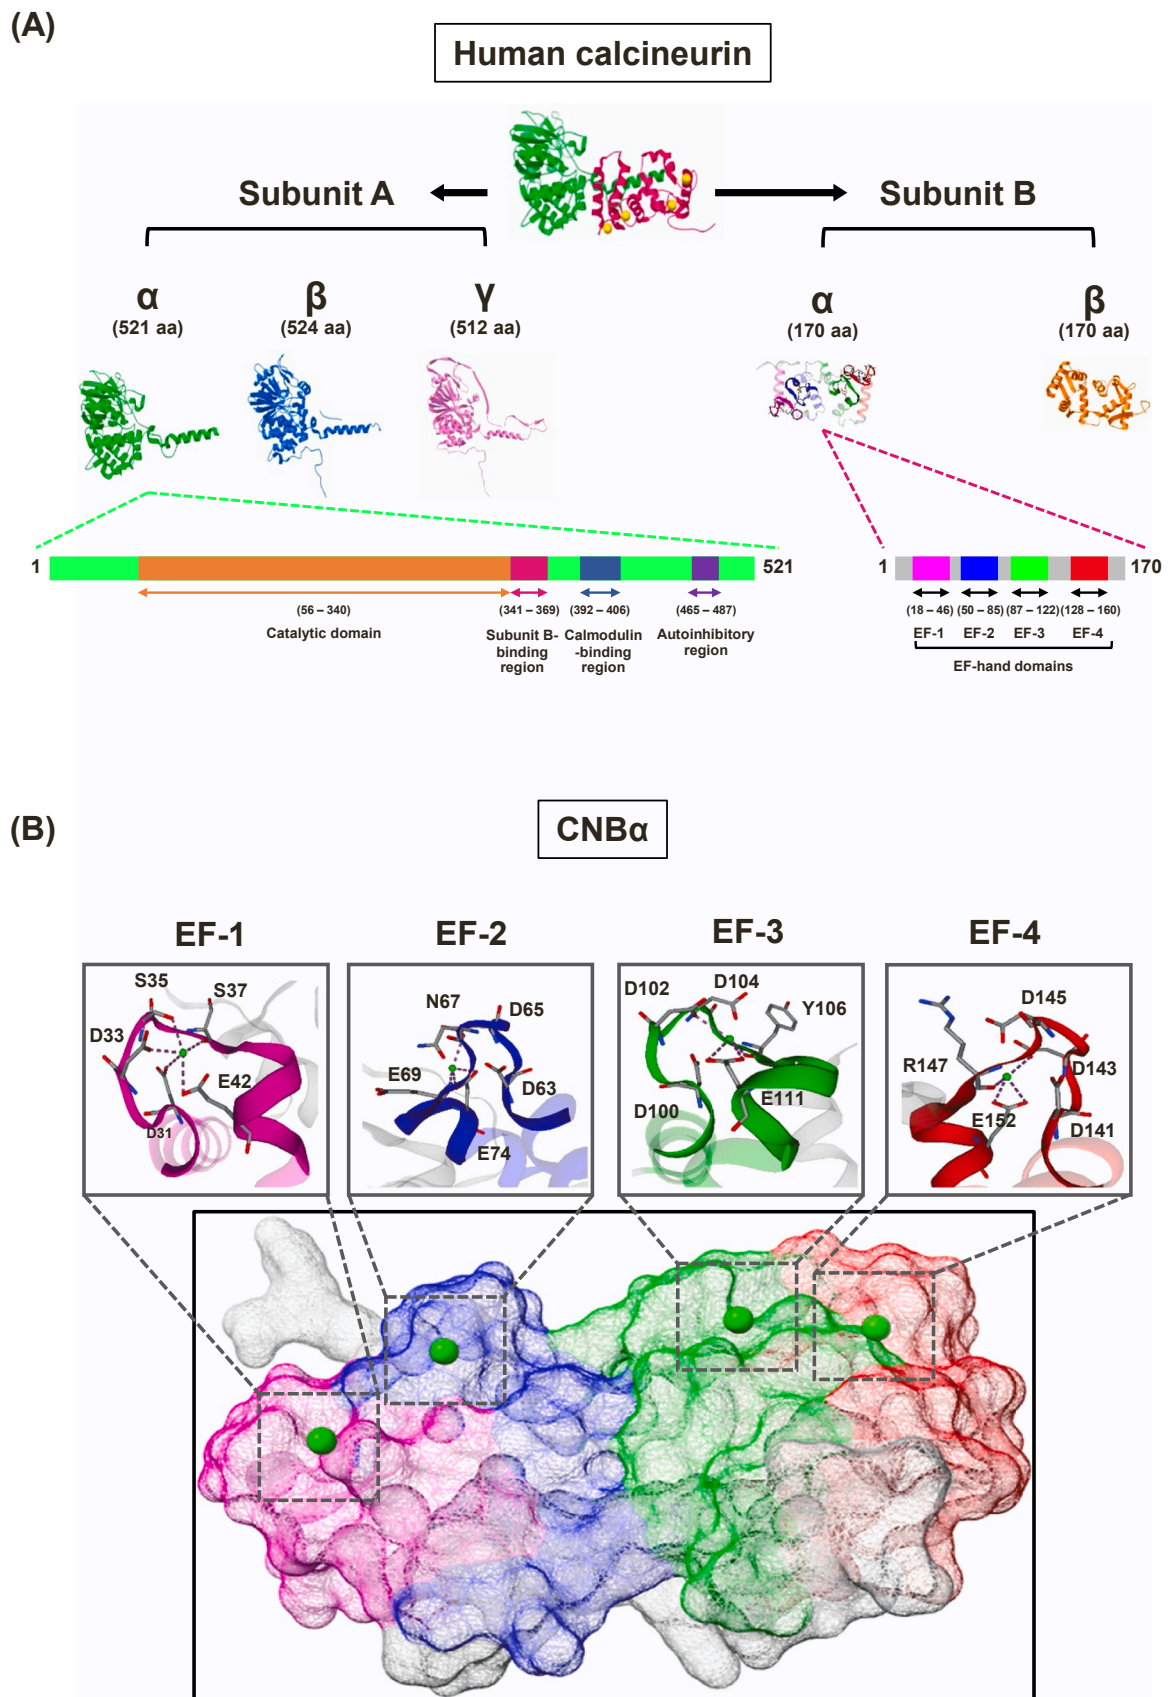 (A)
Human calcineurin
Subunit A
Subunit B
α
(521 aa)
β
(524 aa)
γ
(512 aa)
α
(170 aa)
β
(170 aa)
1
521
(56 – 340)
Catalytic domain
(341 – 369)
Subunit B-
binding
region
(392 – 406)
Calmodulin
-binding
region
(465 – 487)
Autoinhibitory
region
1
170
(18 – 46)
(50 – 85)
(87 – 122)
(128 – 160)
EF-1
EF-2
EF-3
EF-4
EF-hand domains
(B)
CNBα
EF-1
S35
S37
D33
E42
D31
EF-2
N67
D65
E69
D63
E74
EF-3
D102
D104
Y106
D100
E111
EF-4
D145
R147
D143
E152
D141